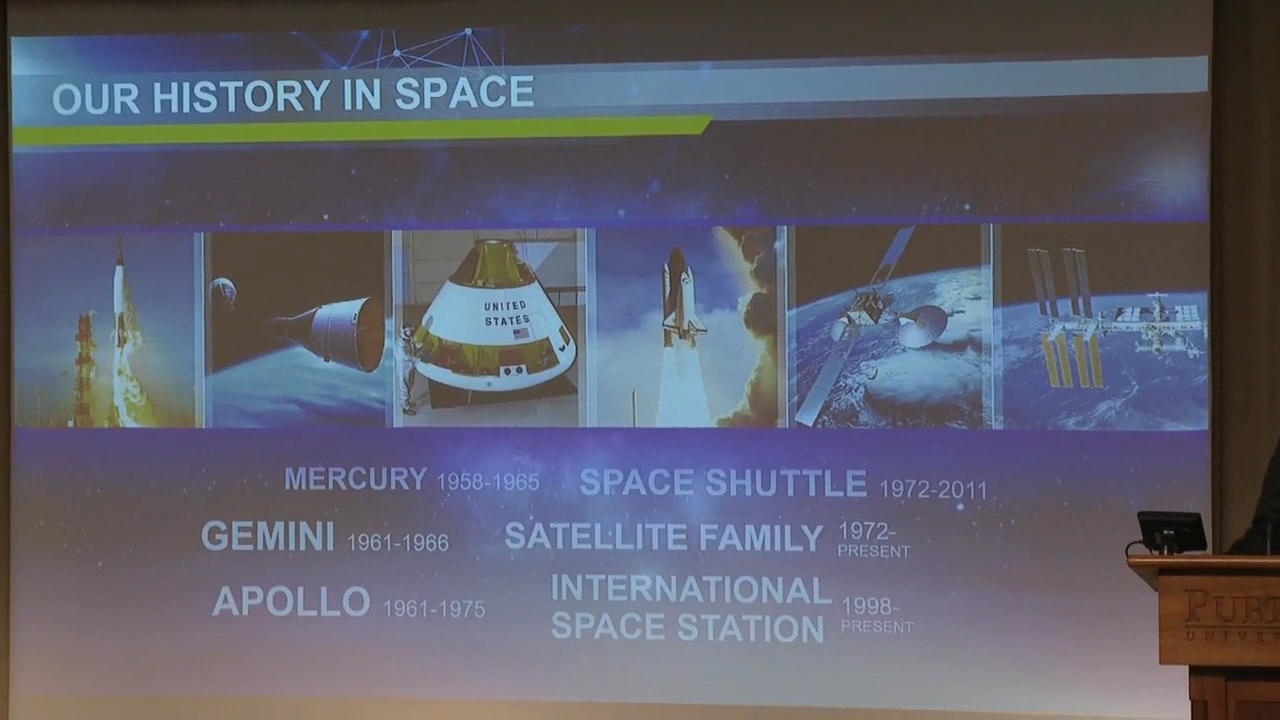 OUR HISTORY IN SPACE
UNITED
STATES
MERCURY 1958-1965
SPACE SHUTTLE 1972-2011
GEMINI 1961-1966
SATELLITE FAMILY 1972-
PRESENT
APOLLO 1961-1975
INTERNATIONAL
SPACE STATION 1998-
PRESENT